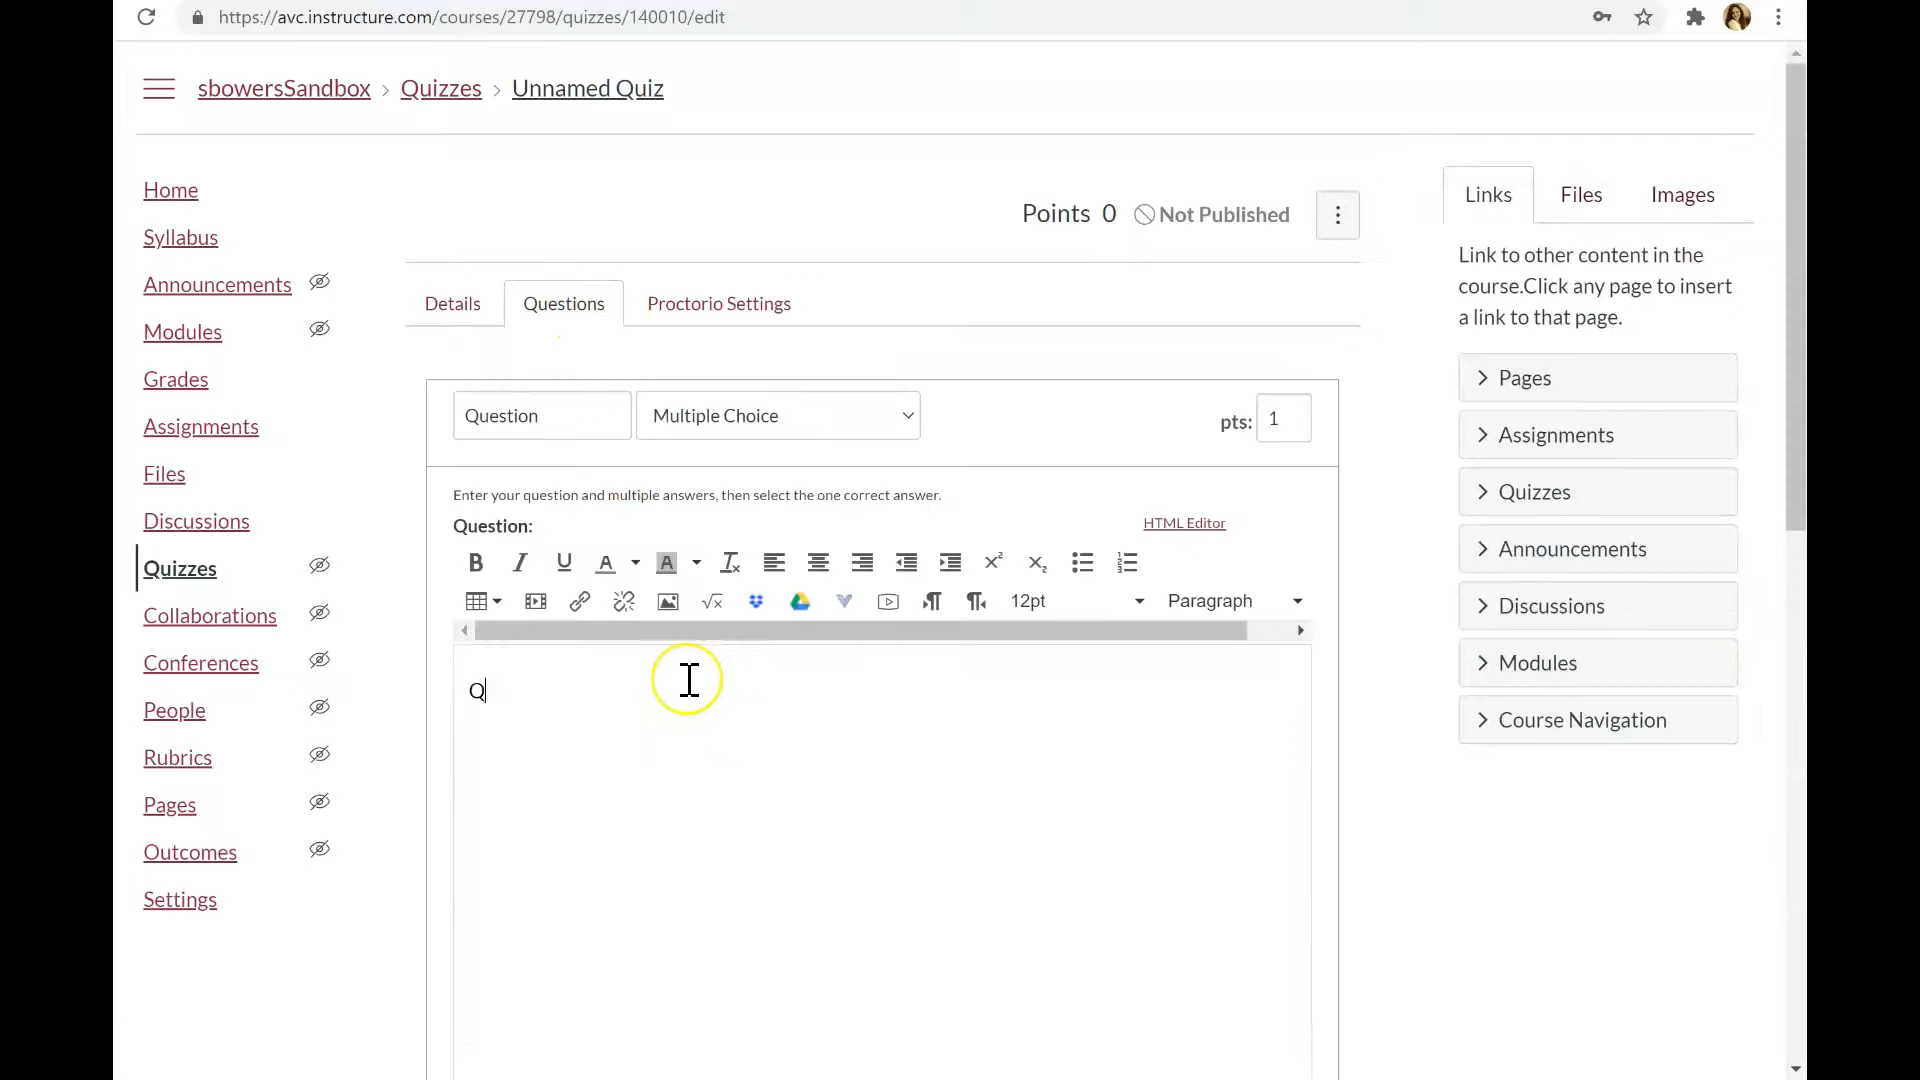 https://avc.instructure.com/courses/27798/quizzes/140010/edit
sbowersSandbox > Quizzes > Unnamed Quiz
Home
Syllabus
Announcements
Modules
Grades
Assignments
Files
Discussions
Quizzes
Collaborations
Conferences
People
Rubrics
Pages
Outcomes
Settings
Points 0 Not Published
Details Questions Proctorio Settings
Question Multiple Choice pts: 1
Enter your question and multiple answers, then select the one correct answer.
Question: HTML Editor
12pt Paragraph
Q
Links Files Images
Link to other content in the
course.Click any page to insert
a link to that page.
Pages
Assignments
Quizzes
Announcements
Discussions
Modules
Course Navigation